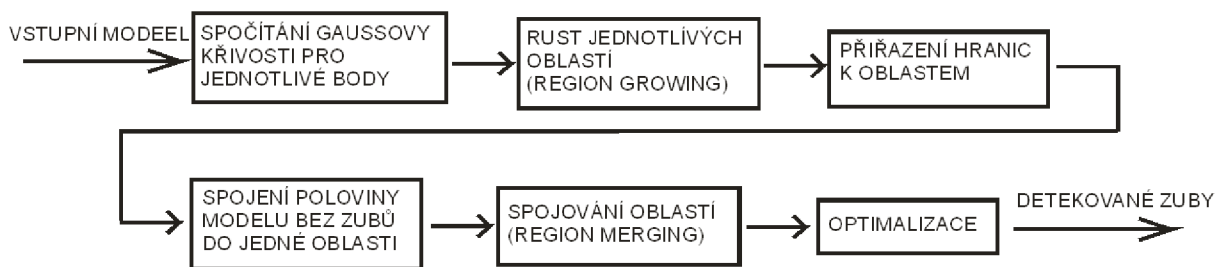 VSTUPNÍ MODEEL
SPOČÍTÁNÍ GAUSSOVY
KŘIVOSTI PRO
JEDNOTLIVÉ BODY
RUST JEDNOTLÍVÝCH
OBLASTÍ
(REGION GROWING)
PŘIŘAZENÍ HRANIC
K OBLASTEM
SPOJENÍ POLOVINY
MODELU BEZ ZUBŮ
DO JEDNÉ OBLASTI
SPOJOVÁNÍ OBLASTÍ
(REGION MERGING)
OPTIMALIZACE
DETEKOVANÉ ZUBY